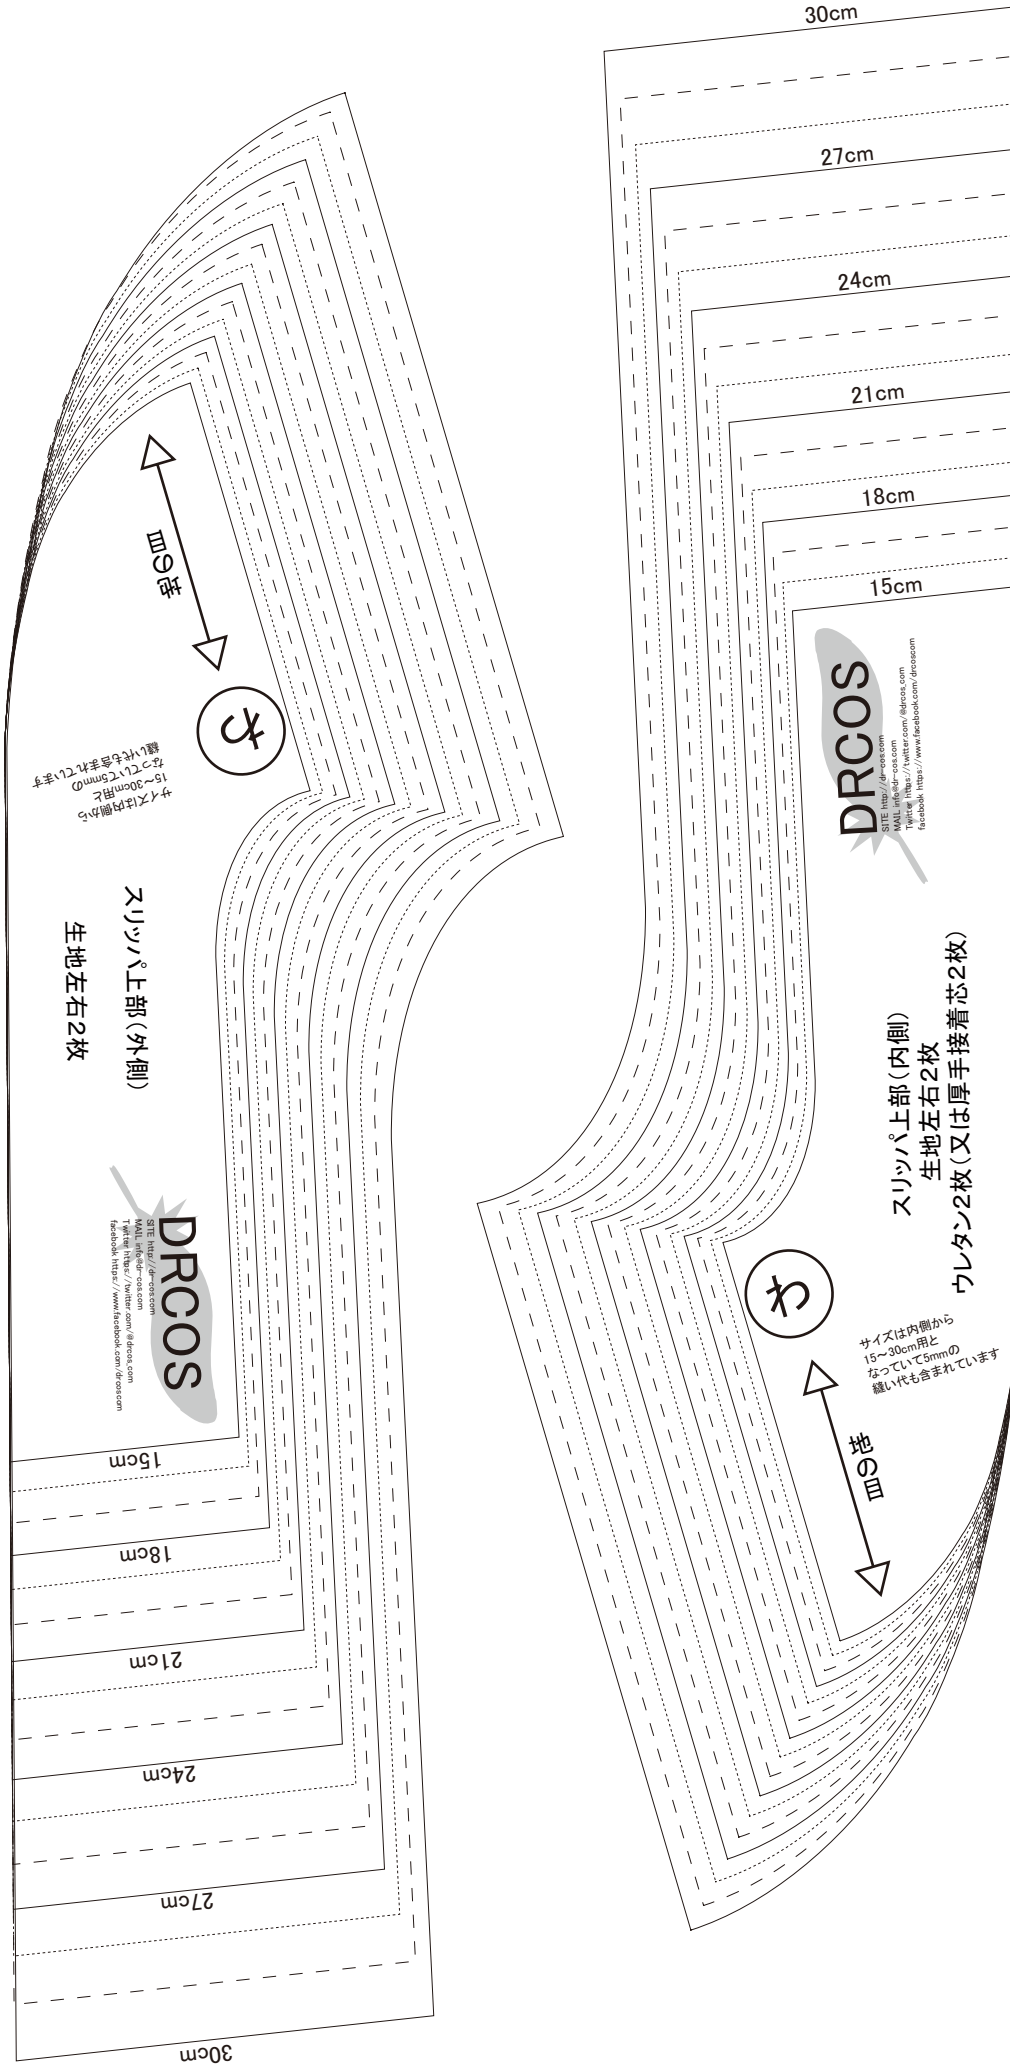 30cm
27cm
24cm
21cm
18cm
15cm
DRCOS
SITE http://dr-cos.com
MAIL info@dr-cos.com
Twitter https://twitter.com/@drcos_com
facebook https://www.facebook.com/drcoscom
スリッパ上部(内側)
生地左右2枚
ウレタン2枚(又は厚手接着芯2枚)
わ
サイズは内側から
15~30cm用と
なっていて5mmの
縫い代も含まれています
地の目
地の目
わ
サイズは内側から
15~30cm用と
なっていて5mmの
縫い代も含まれています
スリッパ上部(外側)
生地左右2枚
DRCOS
SITE http://dr-cos.com
MAIL info@dr-cos.com
Twitter https://twitter.com/@drcos_com
facebook https://www.facebook.com/drcoscom
15cm
18cm
21cm
24cm
27cm
30cm